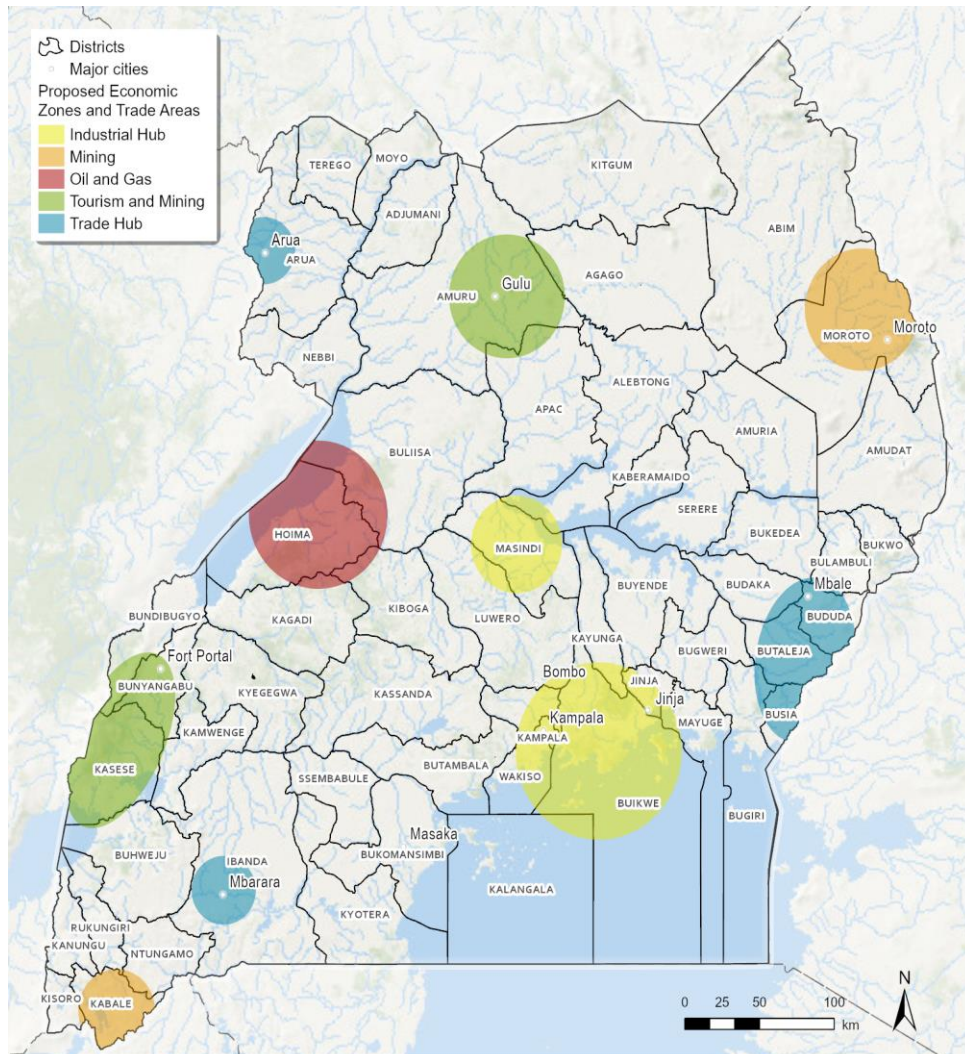 Districts
Major cities
Proposed Economic
Zones and Trade Areas
Industrial Hub
Mining
Oil and Gas
Tourism and Mining
Trade Hub
TEREGO
MOYO
KITGUM
ADJUMANI
ABIM
Arua
ARUA
AGAGO
Gulu
AMURU
Moroto
MOROTO
NEBBI
ALEBTONG
APAC
AMURIA
BULIISA
AMUDAT
KABERAMAIDO
SERERE
HOIMA
BUKEDEA
MASINDI
BUKWO
BULAMBULI
BUYENDE
BUDAKA
Mbale
KIBOGA
BUNDIBUGYO
KAGADI
LUWERO
BUDUDA
KAYUNGA
BUGWERI
BUTALEJA
Fort Portal
Bombo
JINJA
BUNYANGABU
KYEGEGWA
KASSANDA
Jinja
BUSIA
MAYUGE
KAMWENGE
Kampala
KAMPALA
BUTAMBALA
KASESE
SSEMBABULE
WAKISO
BUIKWE
BUGIRI
Masaka
BUHWEJU
IBANDA
BUKOMANSIMBI
Mbarara
KALANGALA
KYOTERA
RUKUNGIRI
KANUNGU
NTUNGAMO
KISORO
KABALE
N
0 25 50 100
km